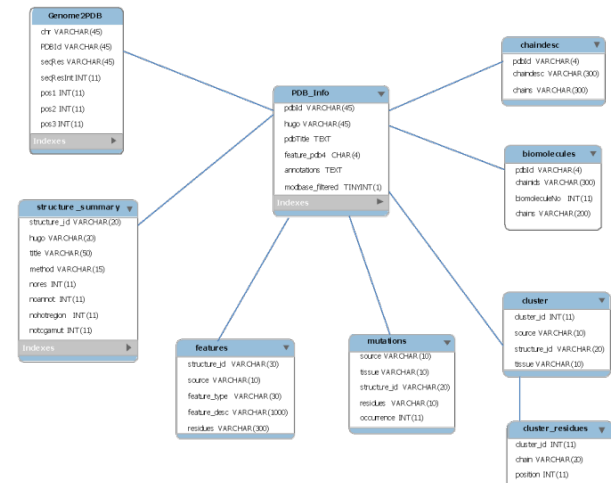 Genome2PDB
chr VARCHAR(45)
PDBId VARCHAR(45)
seqRes VARCHAR(45)
seqResInt INT(11)
pos1 INT(11)
pos2 INT(11)
pos3 INT(11)
Indexes
PDB_Info
pdbId VARCHAR(45)
hugo VARCHAR(45)
pdbTitle TEXT
feature_pdb4 CHAR(4)
annotations TEXT
modbase_filtered TINYINT(1)
Indexes
chaindesc
pdbId VARCHAR(4)
chaindesc VARCHAR(300)
chains VARCHAR(300)
biomolecules
pdbId VARCHAR(4)
chainids VARCHAR(300)
biomoleculeNo INT(11)
chains VARCHAR(200)
structure_summary
structure_id VARCHAR(20)
hugo VARCHAR(20)
title VARCHAR(50)
method VARCHAR(15)
nores INT(11)
noannot INT(11)
nohotregion INT(11)
notcgamut INT(11)
Indexes
features
structure_id VARCHAR(30)
source VARCHAR(10)
feature_type VARCHAR(30)
feature_desc VARCHAR(1000)
residues VARCHAR(300)
mutations
source VARCHAR(10)
tissue VARCHAR(10)
structure_id VARCHAR(20)
residues VARCHAR(10)
occurrence INT(11)
cluster
cluster_id INT(11)
source VARCHAR(10)
structure_id VARCHAR(20)
tissue VARCHAR(10)
cluster_residues
cluster_id INT(11)
chain VARCHAR(20)
position INT(11)